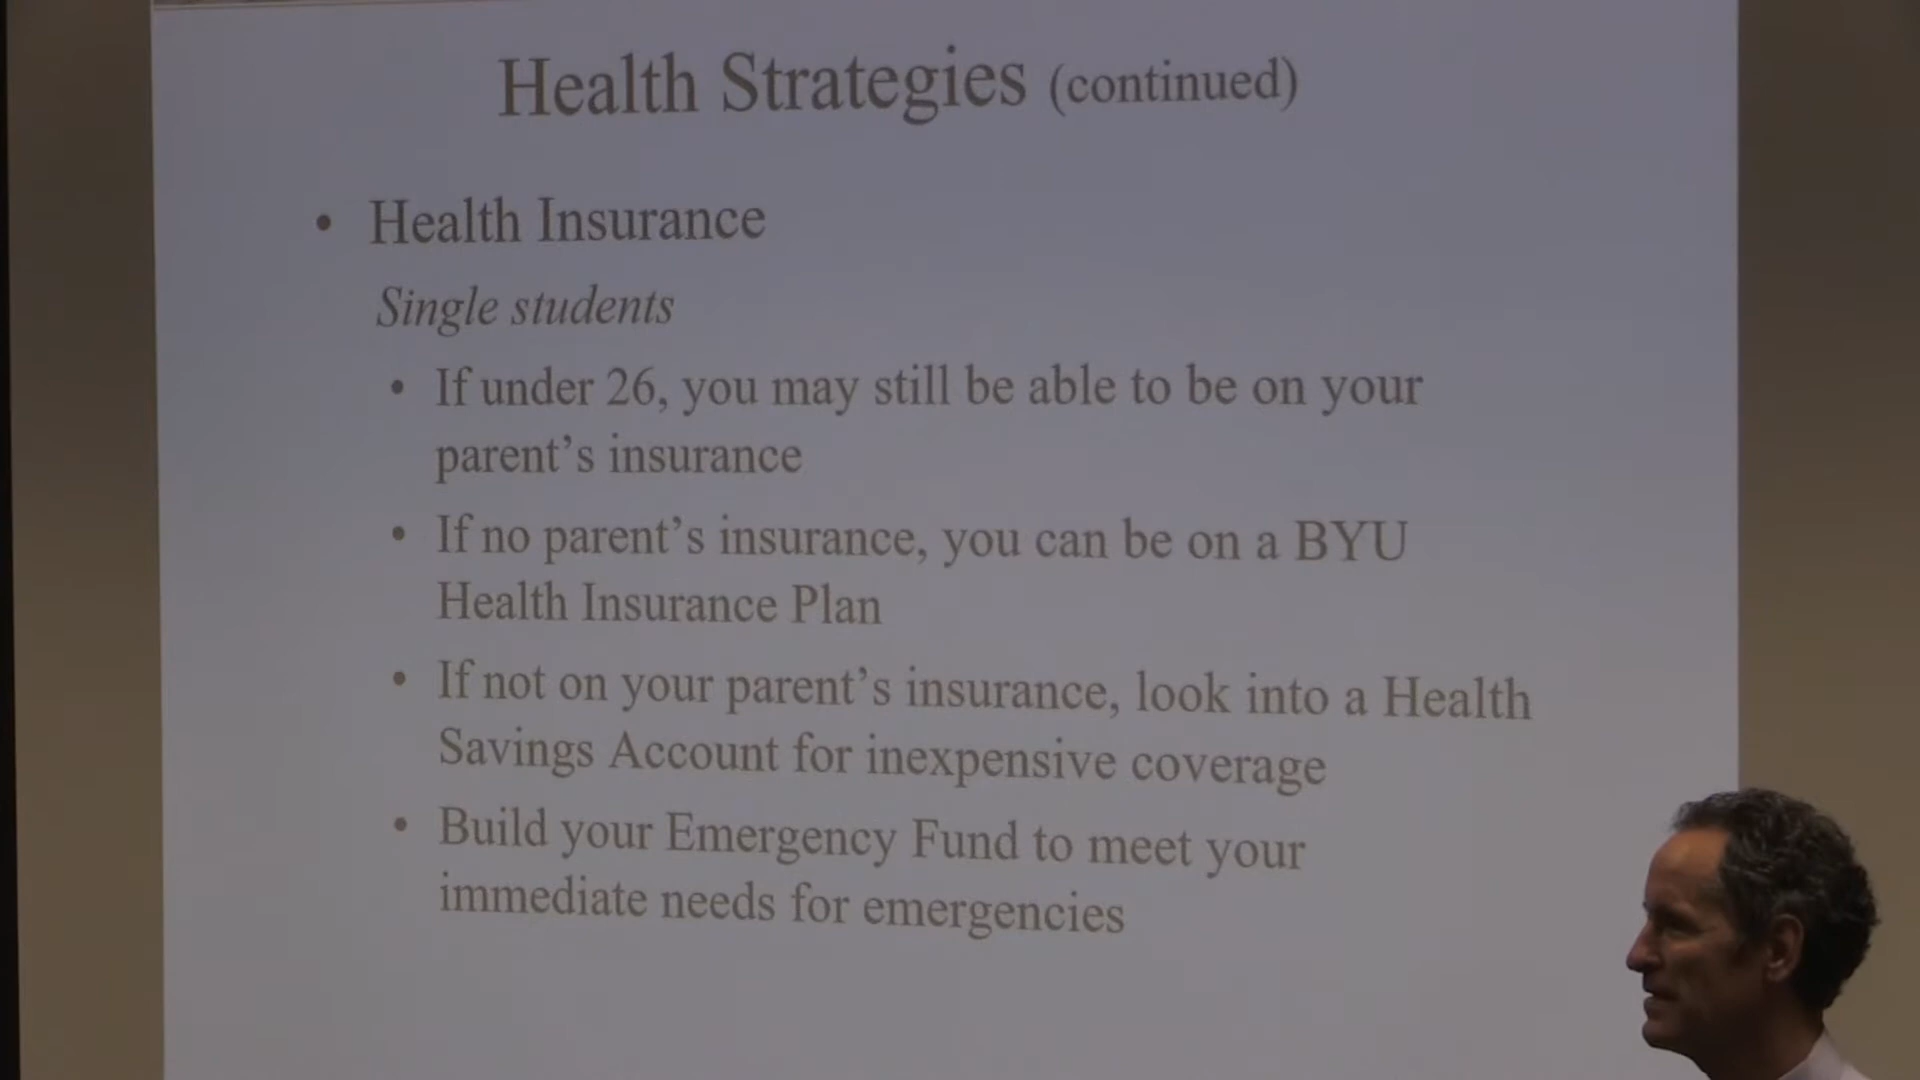 Health Strategies (continued)
• Health Insurance
Single students
• If under 26, you may still be able to be on your
parent’s insurance
• If no parent’s insurance, you can be on a BYU
Health Insurance Plan
• If not on your parent’s insurance, look into a Health
Savings Account for inexpensive coverage
• Build your Emergency Fund to meet your
immediate needs for emergencies